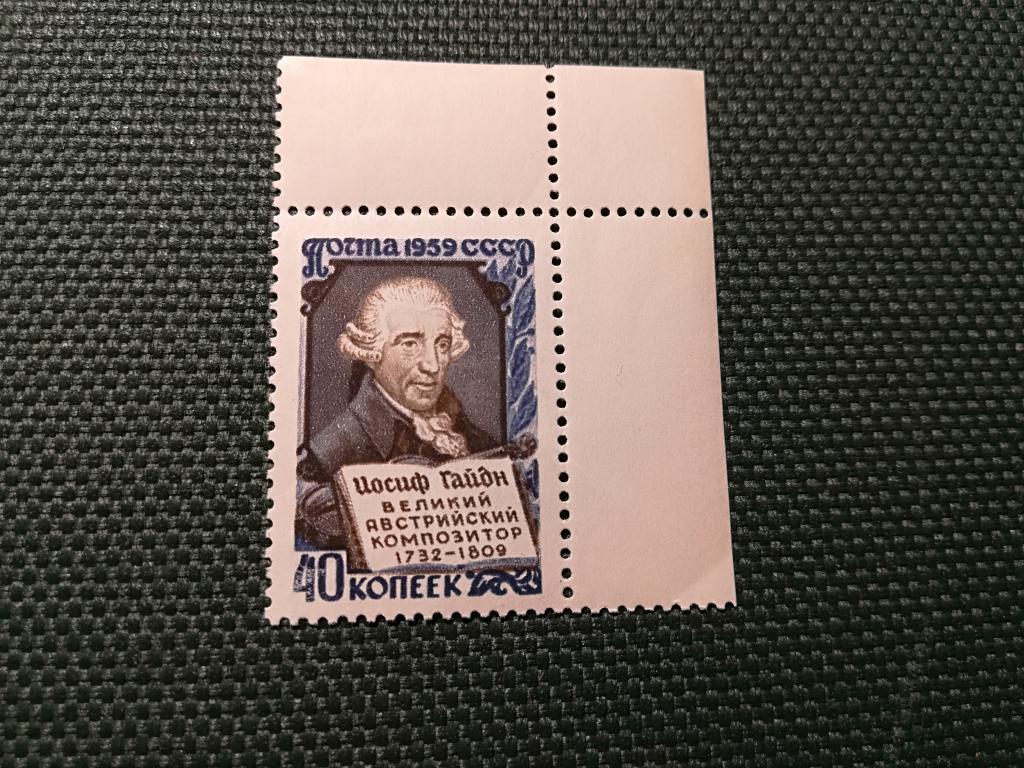 Почта 1959 СССР
Иосиф Гайдн
ВЕЛИКИЙ
АВСТРИЙСКИЙ
КОМПОЗИТОР
1732-1809
40 КОПЕЕК